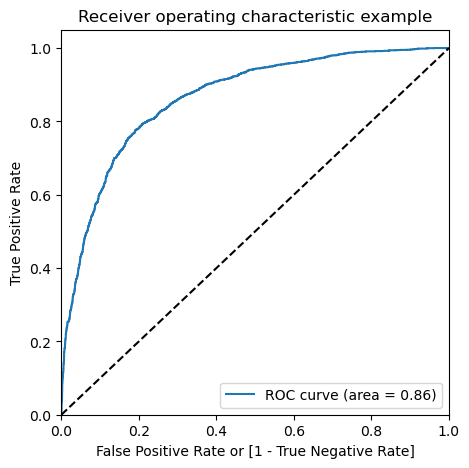 Receiver operating characteristic example
True Positive Rate
1.0
0.8
0.6
0.4
0.2
0.0
ROC curve (area = 0.86)
0.0 0.2 0.4 0.6 0.8 1.0
False Positive Rate or [1 - True Negative Rate]